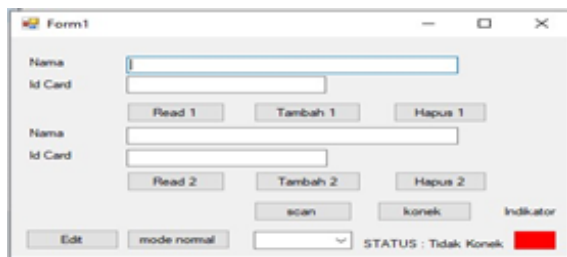 Form1
Nama
Id Card
Read 1 Tambah 1 Hapus 1
Nama
Id Card
Read 2 Tambah 2 Hapus 2
scan konek Indikator
Edit mode normal STATUS : Tidak Konek